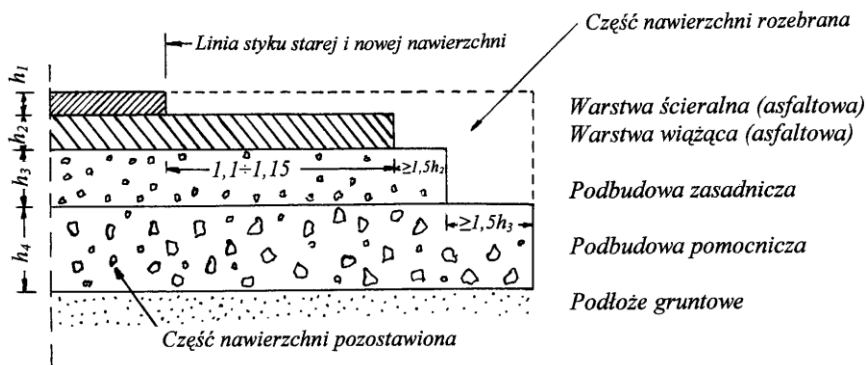 Część nawierzchni rozebrana
Linia styku starej i nowej nawierzchni
h₁
Warstwa ścieralna (asfaltowa)
h₂
Warstwa wiążąca (asfaltowa)
h₃
1,1÷1,15
≥1,5h₂
Podbudowa zasadnicza
≥1,5h₃
h₄
Podbudowa pomocnicza
Podłoże gruntowe
Część nawierzchni pozostawiona